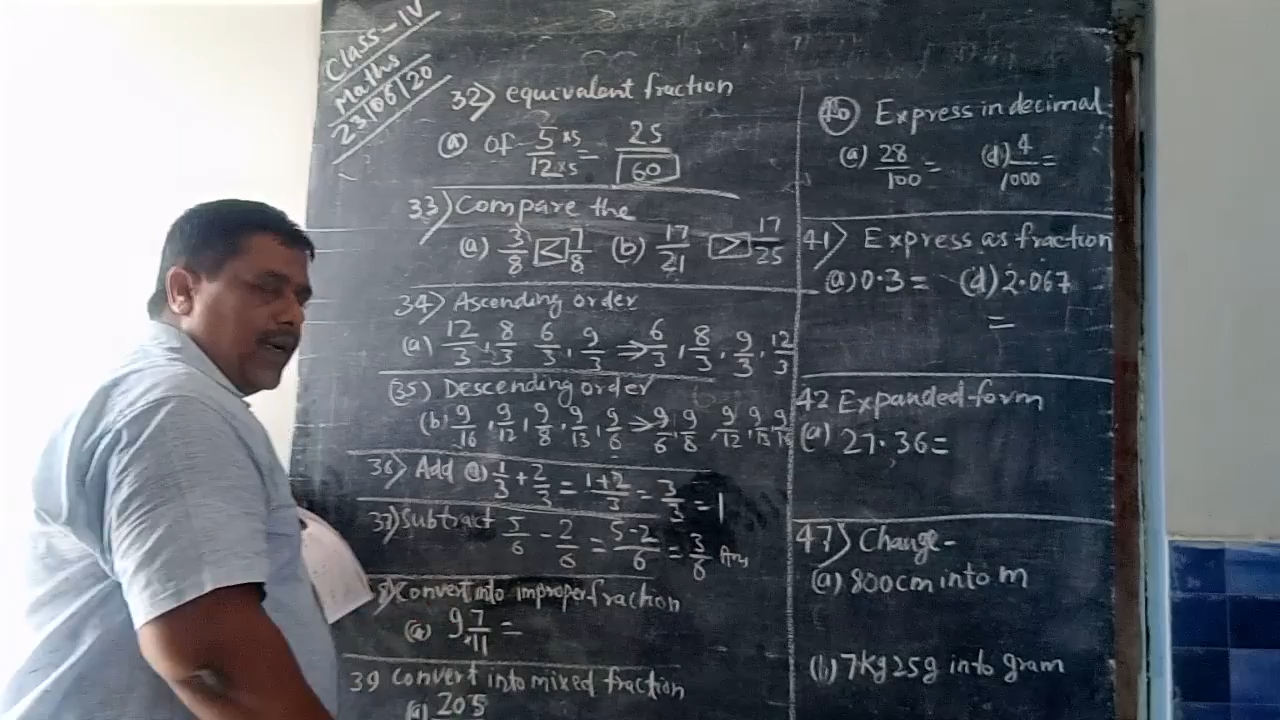 Class-IV
Maths
23/06/20
32) equivalent fraction
(a) of 5/12 ×5/×5 = 25/60
33) Compare the
(a) 3/8 < 7/8 (b) 17/21 > 17/25
34) Ascending order
(a) 12/3, 8/3 6/3, 9/3 → 6/3, 8/3, 9/3, 12/3
(35) Descending order
(b) 9/16, 9/12, 9/8, 9/13, 9/6 → 9/6, 9/8, 9/12, 9/13, 9/16
36) Add (a) 1/3 + 2/3 = 1+2/3 = 3/3 = 1
37) Subtract 5/6 - 2/6 = 5-2/6 = 3/6 Ans
8) Convert into improper fraction
(a) 9 7/11 =
39 Convert into mixed fraction
(a) 205
40 Express in decimal
(a) 28/100 = (d) 4/1000 =
41) Express as fraction
(a) 0.3 = (d) 2.067
=
42 Expanded form
(a) 27.36 =
47) Change-
(a) 800cm into m
(b) 7kg 25g into gram